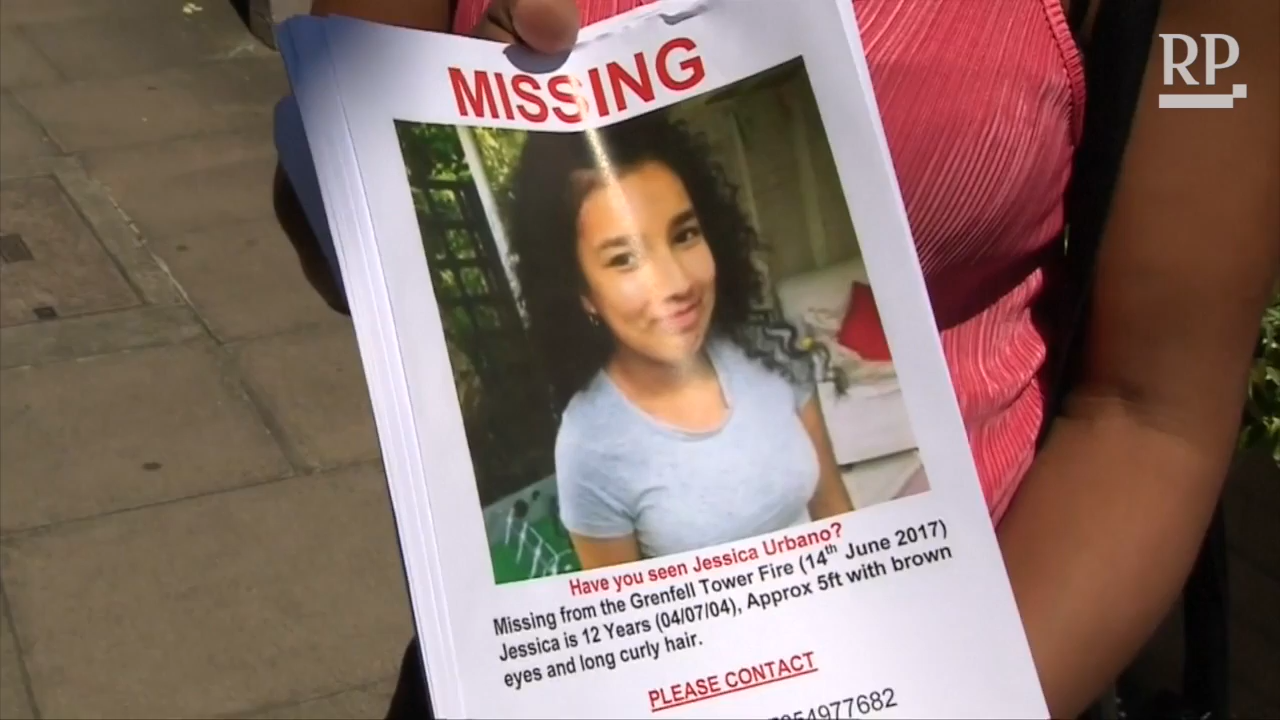 RP
MISSING
Have you seen Jessica Urbano?
Missing from the Grenfell Tower Fire (14th June 2017)
Jessica is 12 Years (04/07/04), Approx 5ft with brown
eyes and long curly hair.
PLEASE CONTACT